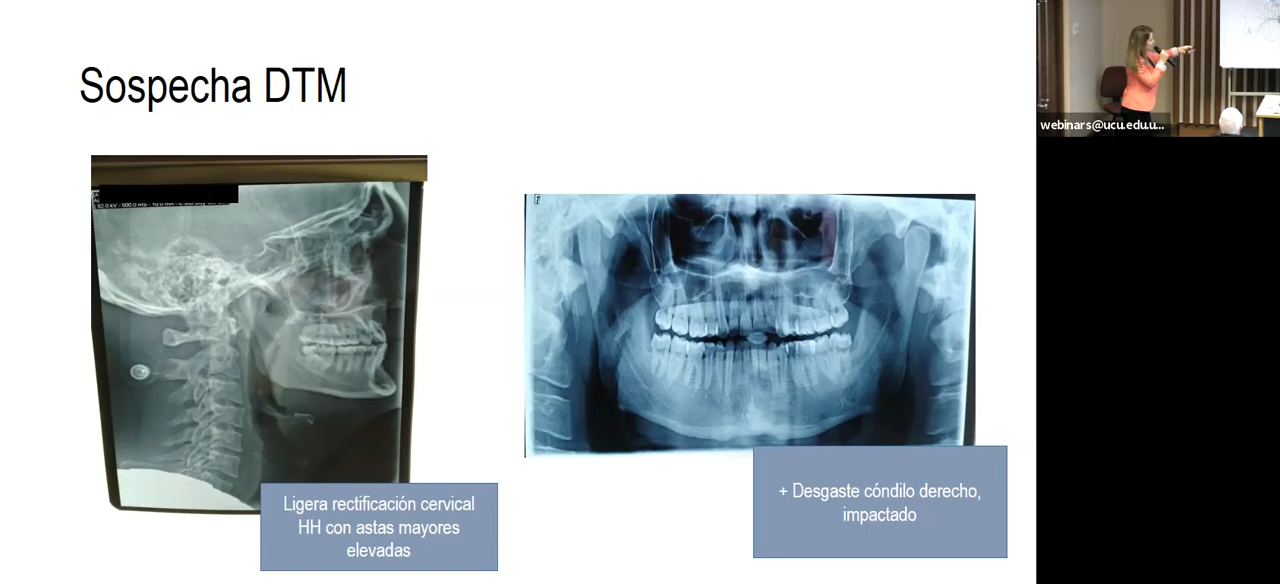 Sospecha DTM
webinars@ucu.edu.u...
Ligera rectificación cervical
HH con astas mayores
elevadas
+ Desgaste cóndilo derecho,
impactado